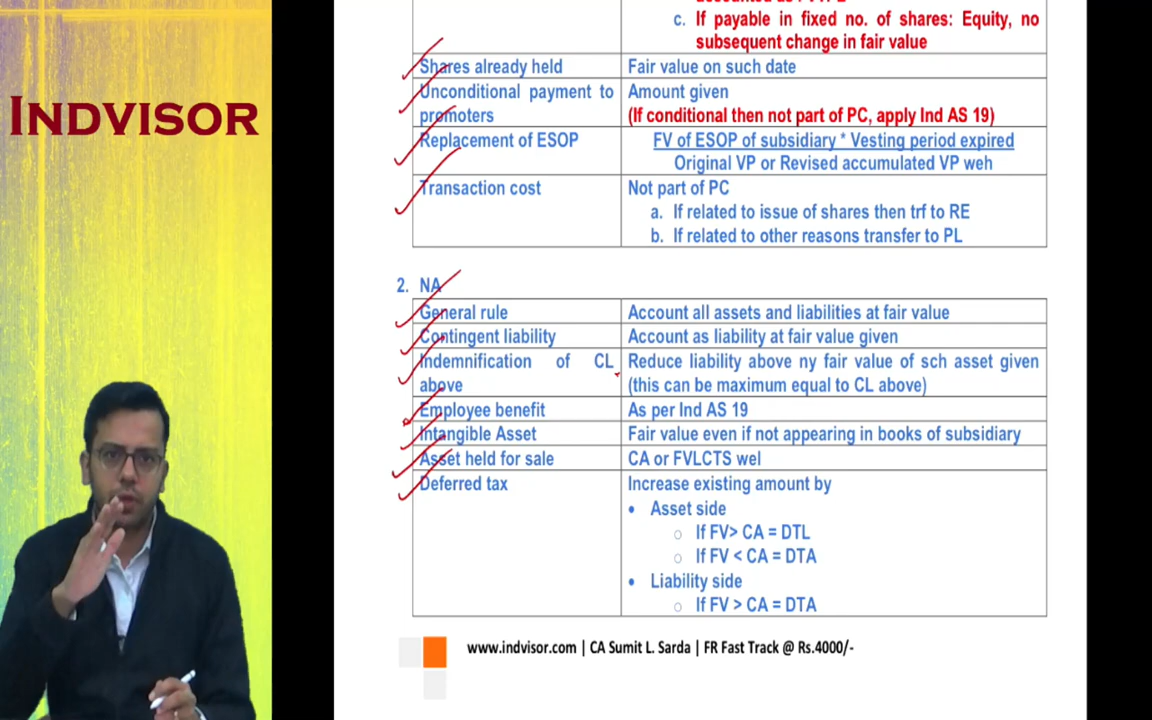 INDVISOR
c. If payable in fixed no. of shares: Equity, no
subsequent change in fair value
Shares already held Fair value on such date
Unconditional payment to Amount given
promoters (If conditional then not part of PC, apply Ind AS 19)
Replacement of ESOP FV of ESOP of subsidiary * Vesting period expired
Original VP or Revised accumulated VP weh
Transaction cost Not part of PC
a. If related to issue of shares then trf to RE
b. If related to other reasons transfer to PL
2. NA
General rule Account all assets and liabilities at fair value
Contingent liability Account as liability at fair value given
Indemnification of CL Reduce liability above ny fair value of sch asset given
above (this can be maximum equal to CL above)
Employee benefit As per Ind AS 19
Intangible Asset Fair value even if not appearing in books of subsidiary
Asset held for sale CA or FVLCTS wel
Deferred tax Increase existing amount by
• Asset side
o If FV> CA = DTL
o If FV < CA = DTA
• Liability side
o If FV > CA = DTA
www.indvisor.com | CA Sumit L. Sarda | FR Fast Track @ Rs.4000/-